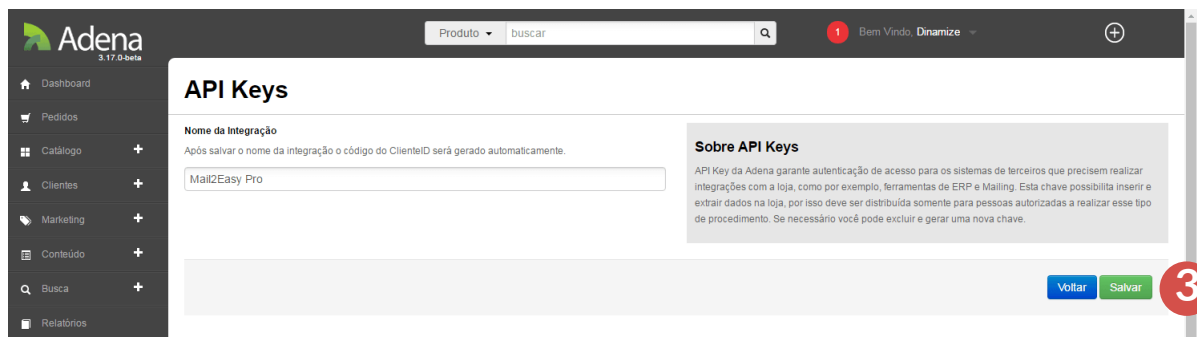 Adena
3.17.0-beta
Produto
buscar
1
Bem Vindo, Dinamize
Dashboard
Pedidos
Catálogo
Clientes
Marketing
Conteúdo
Busca
Relatórios
API Keys
Nome da Integração
Após salvar o nome da integração o código do ClienteID será gerado automaticamente.
Mail2Easy Pro
Sobre API Keys
API Key da Adena garante autenticação de acesso para os sistemas de terceiros que precisem realizar
integrações com a loja, como por exemplo, ferramentas de ERP e Mailing. Esta chave possibilita inserir e
extrair dados na loja, por isso deve ser distribuída somente para pessoas autorizadas a realizar esse tipo
de procedimento. Se necessário você pode excluir e gerar uma nova chave.
Voltar
Salvar
3